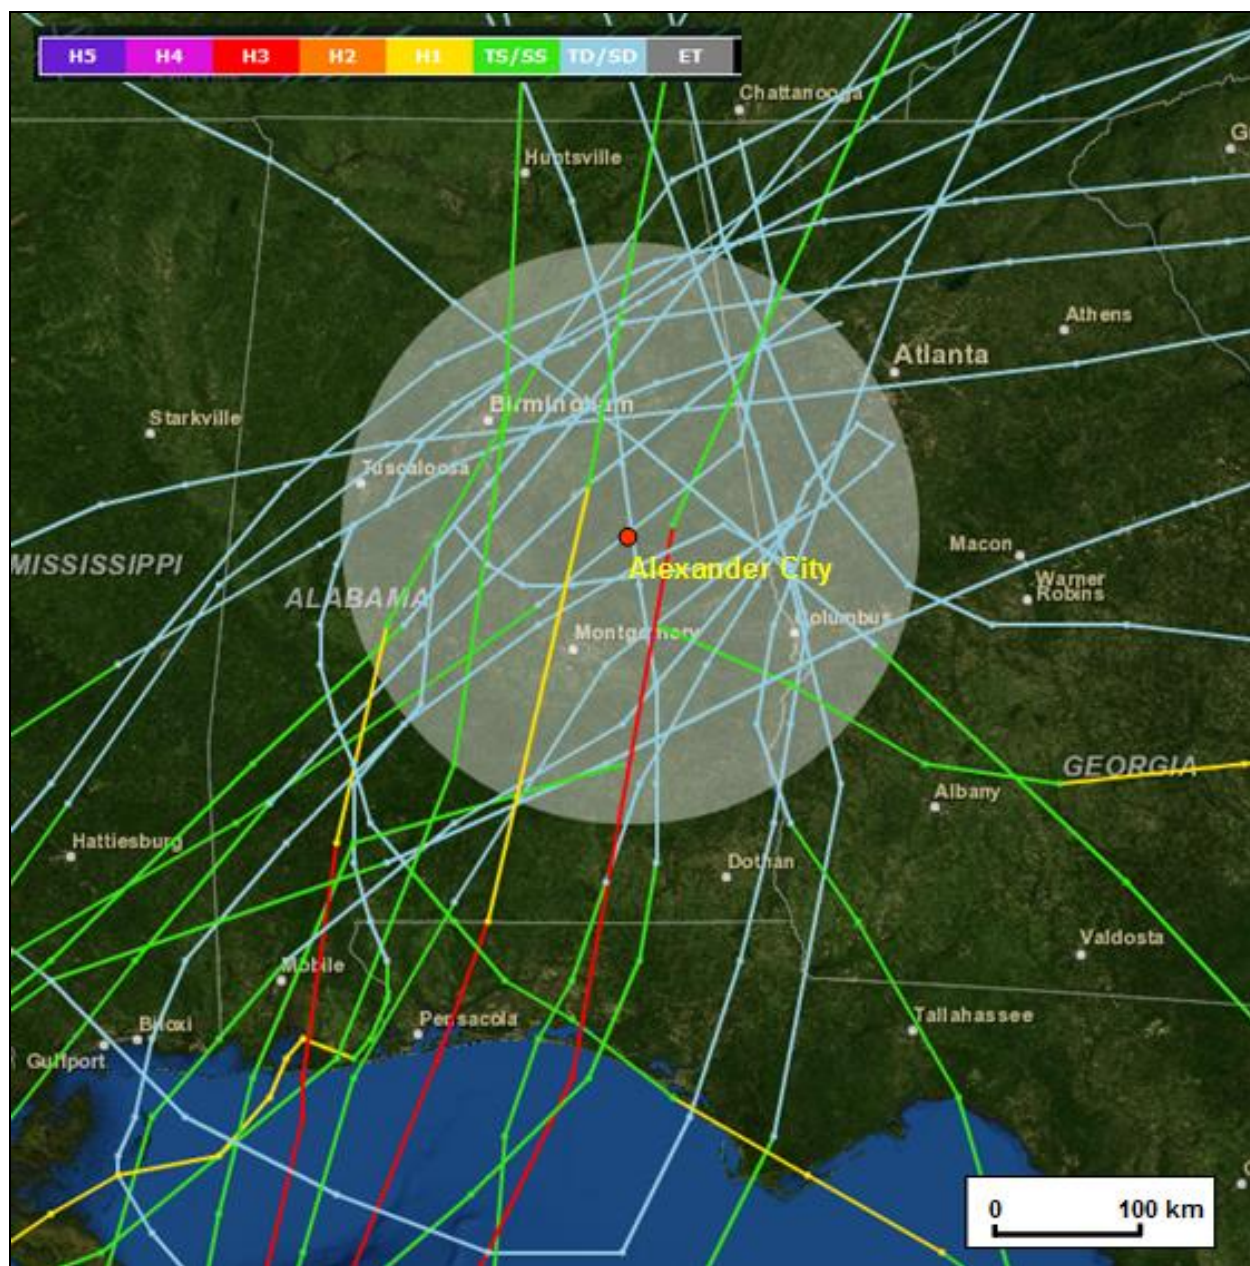 H5 H4 H3 H2 H1 TS/SS TD/SD ET
Chattanooga
Huntsville
G
Athens
Atlanta
Birmingham
Starkville
Tuscaloosa
Macon
MISSISSIPPI
Alexander City
Warner
Robins
ALABAMA
Columbus
Montgomery
GEORGIA
Albany
Hattiesburg
Dothan
Valdosta
Mobile
Pensacola
Tallahassee
Biloxi
Gulfport
0 100 km